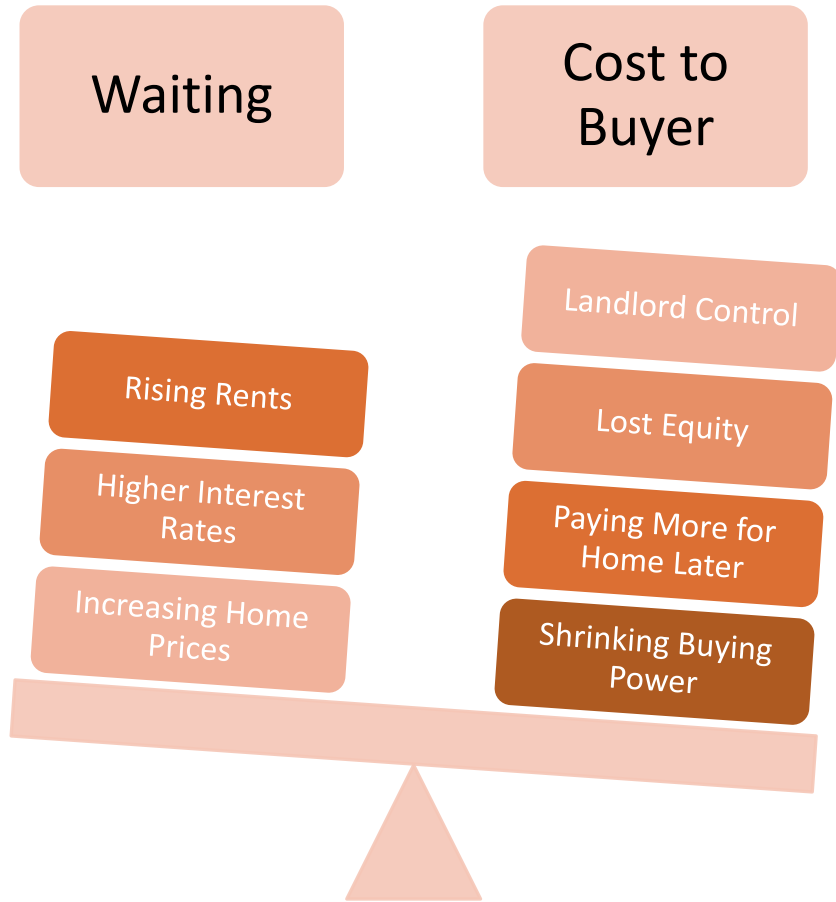 Waiting
Cost to
Buyer
Rising Rents
Higher Interest
Rates
Increasing Home
Prices
Landlord Control
Lost Equity
Paying More for
Home Later
Shrinking Buying
Power